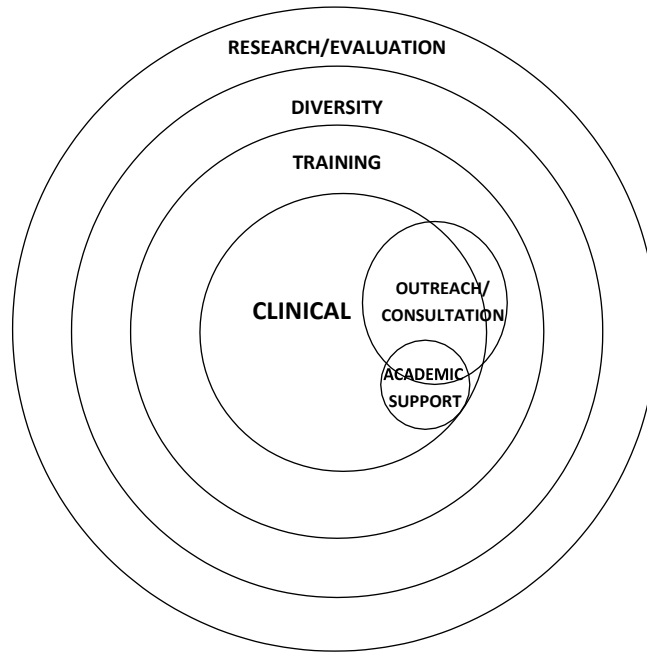 RESEARCH/EVALUATION
DIVERSITY
TRAINING
CLINICAL
OUTREACH/
CONSULTATION
ACADEMIC
SUPPORT